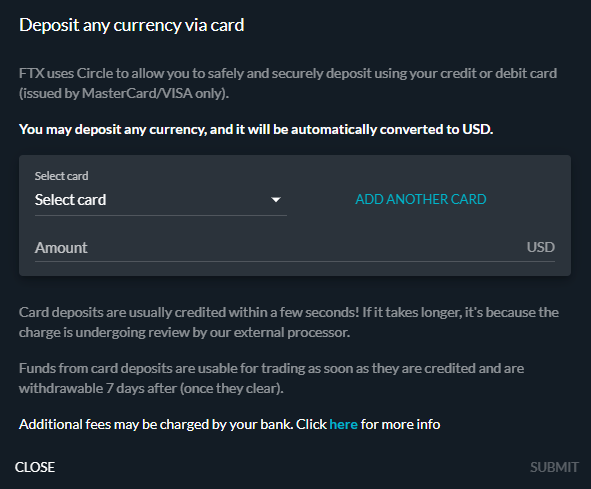 Deposit any currency via card
FTX uses Circle to allow you to safely and securely deposit using your credit or debit card
(issued by MasterCard/VISA only).
You may deposit any currency, and it will be automatically converted to USD.
Select card
Select card
ADD ANOTHER CARD
Amount
USD
Card deposits are usually credited within a few seconds! If it takes longer, it's because the
charge is undergoing review by our external processor.
Funds from card deposits are usable for trading as soon as they are credited and are
withdrawable 7 days after (once they clear).
Additional fees may be charged by your bank. Click here for more info
CLOSE
SUBMIT